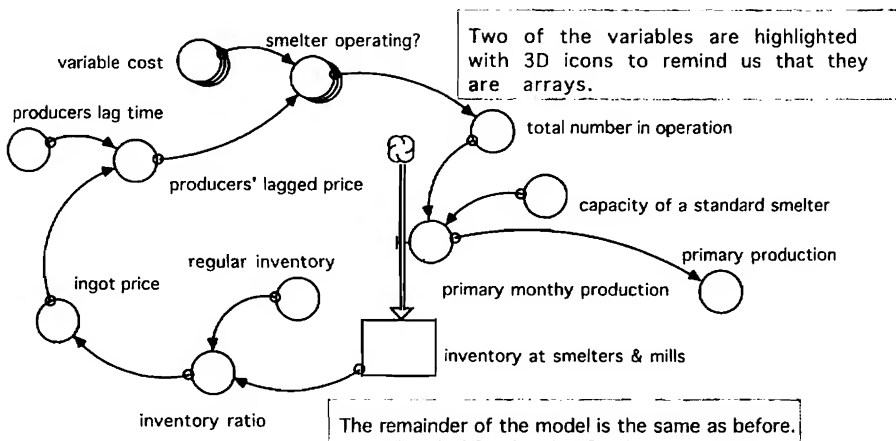 smelter operating?
variable cost
Two of the variables are highlighted
with 3D icons to remind us that they
are arrays.
producers lag time
total number in operation
producers' lagged price
capacity of a standard smelter
regular inventory
primary production
ingot price
primary monthy production
inventory at smelters & mills
inventory ratio
The remainder of the model is the same as before.